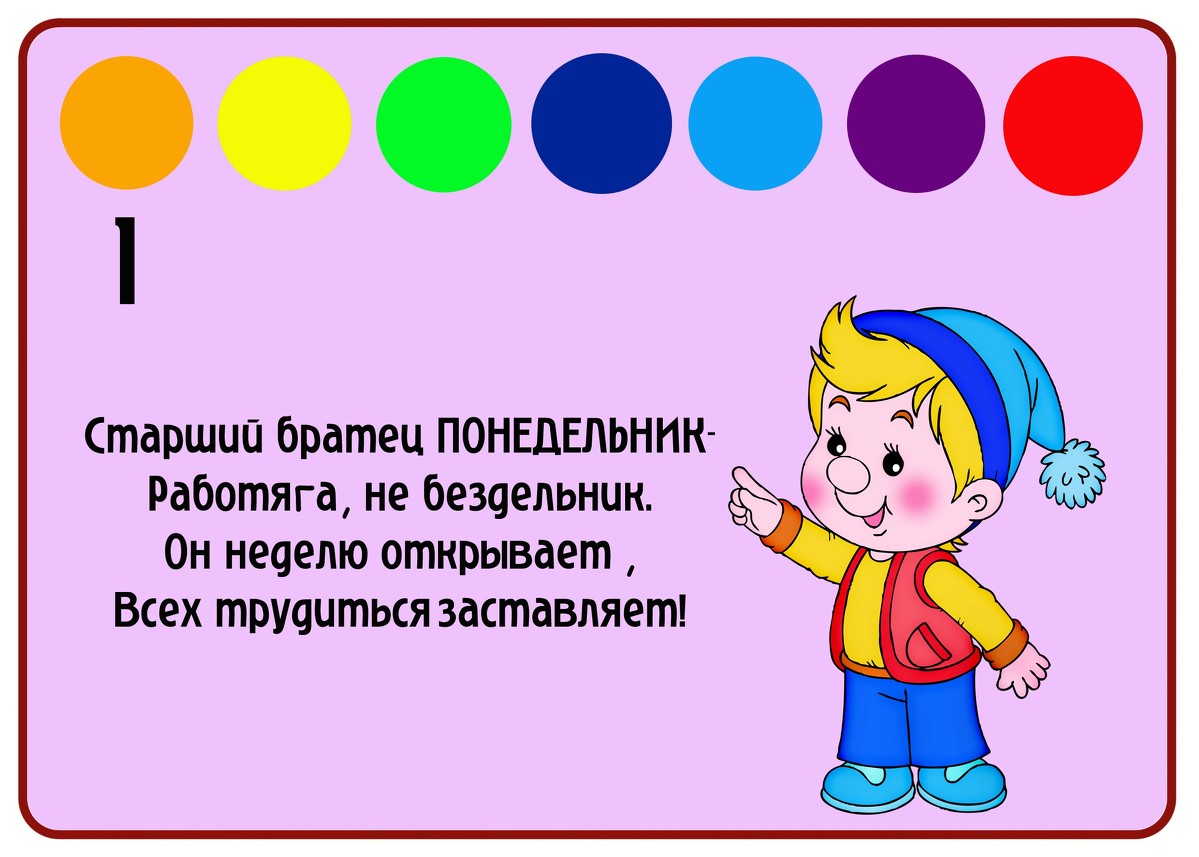 1
Старший братец ПОНЕДЕЛЬНИК-
Работяга, не бездельник.
Он неделю открывает ,
Всех трудиться заставляет!